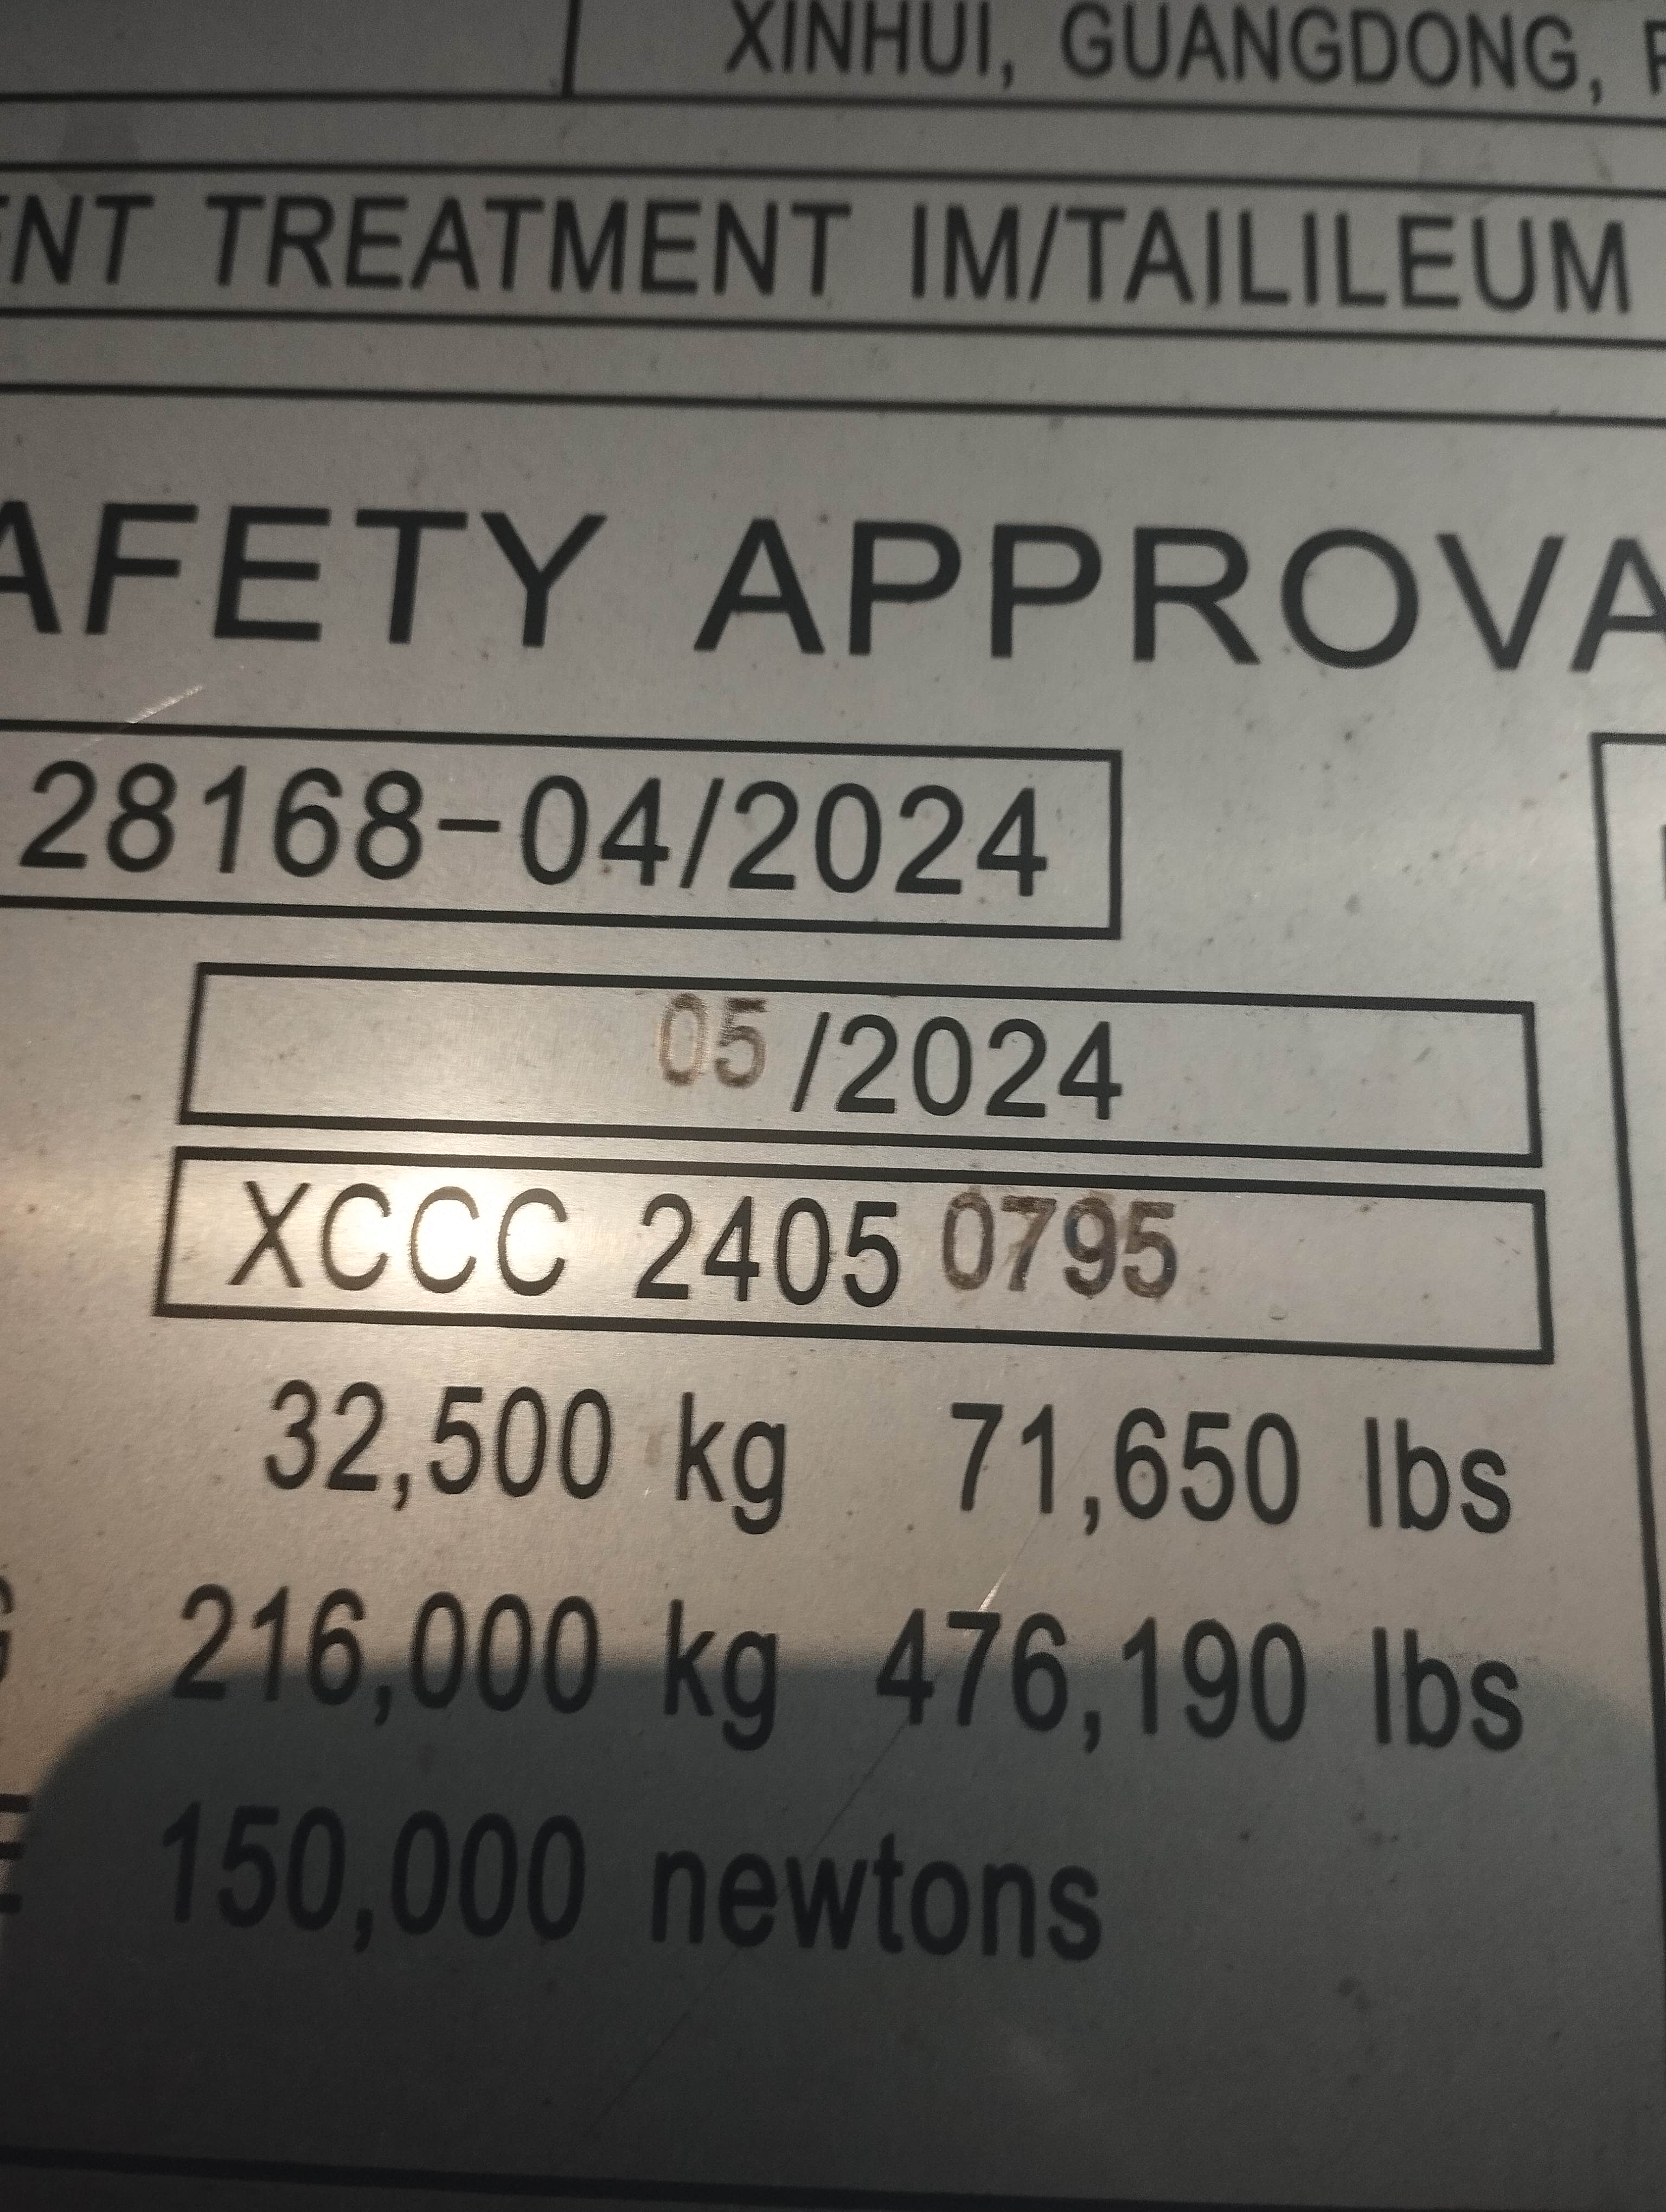 XINHUI, GUANGDONG,
TREATMENT IM/TAILILEUM
AFETY APPROVA
28168-04/2024
05/2024
XCCC 2405 0795
32,500 kg 71,650 lbs
216,000 kg 476,190 lbs
150,000 newtons